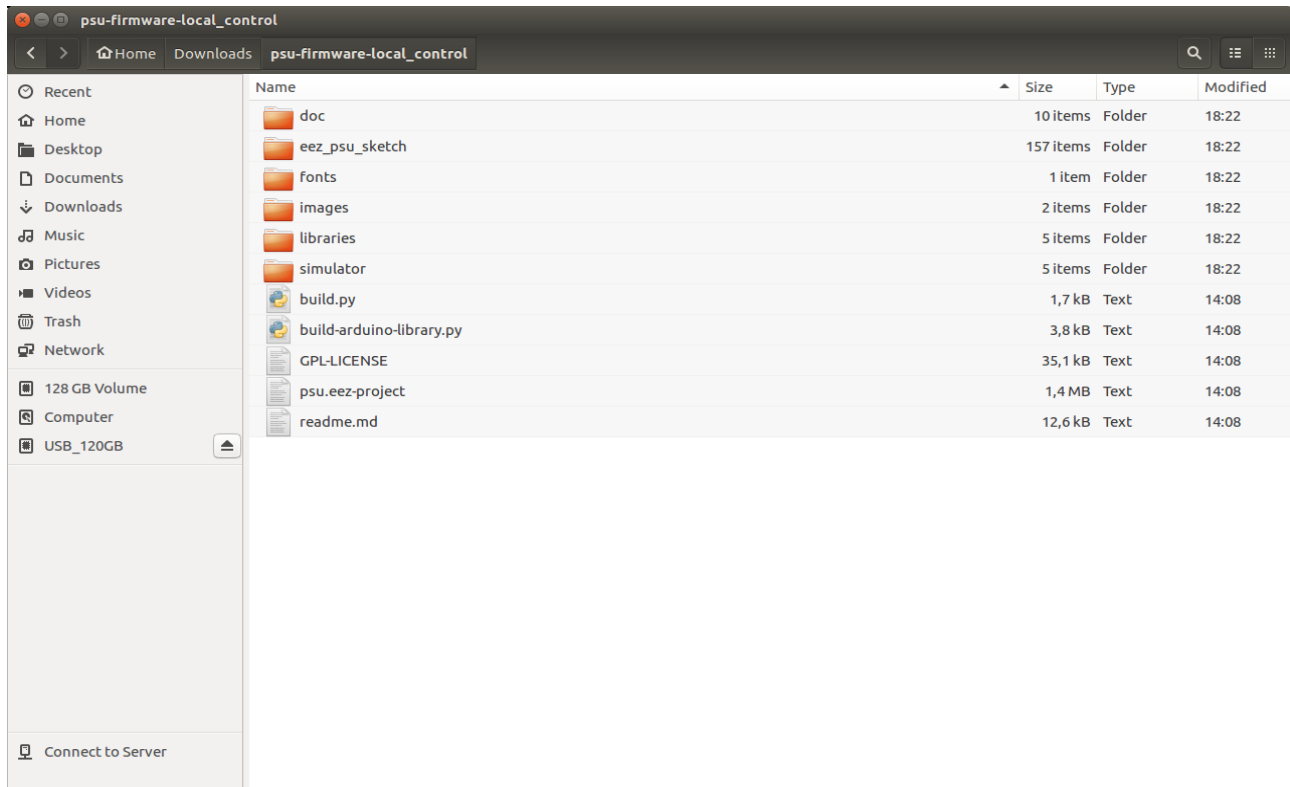 psu-firmware-local_control
Home Downloads psu-firmware-local_control
Recent
Home
Desktop
Documents
Downloads
Music
Pictures
Videos
Trash
Network
128 GB Volume
Computer
USB_120GB
Connect to Server
Name Size Type Modified
doc 10 items Folder 18:22
eez_psu_sketch 157 items Folder 18:22
fonts 1 item Folder 18:22
images 2 items Folder 18:22
libraries 5 items Folder 18:22
simulator 5 items Folder 18:22
build.py 1,7 kB Text 14:08
build-arduino-library.py 3,8 kB Text 14:08
GPL-LICENSE 35,1 kB Text 14:08
psu.eez-project 1,4 MB Text 14:08
readme.md 12,6 kB Text 14:08